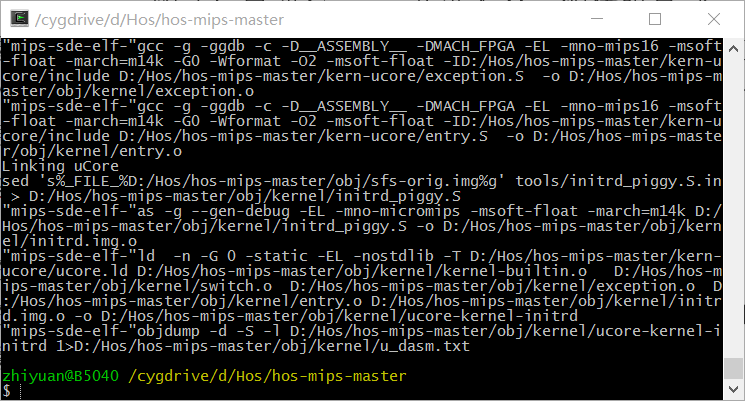 /cygdrive/d/Hos/hos-mips-master
"mips-sde-elf-"gcc -g -ggdb -c -D__ASSEMBLY__ -DMACH_FPGA -EL -mno-mips16 -msoft
-float -march=m14k -G0 -Wformat -O2 -msoft-float -ID:/Hos/hos-mips-master/kern-u
core/include D:/Hos/hos-mips-master/kern-ucore/exception.S  -o D:/Hos/hos-mips-m
aster/obj/kernel/exception.o
"mips-sde-elf-"gcc -g -ggdb -c -D__ASSEMBLY__ -DMACH_FPGA -EL -mno-mips16 -msoft
-float -march=m14k -G0 -Wformat -O2 -msoft-float -ID:/Hos/hos-mips-master/kern-u
core/include D:/Hos/hos-mips-master/kern-ucore/entry.S  -o D:/Hos/hos-mips-maste
r/obj/kernel/entry.o
Linking uCore
sed 's%_FILE_%D:/Hos/hos-mips-master/obj/sfs-orig.img%g' tools/initrd_piggy.S.in
 > D:/Hos/hos-mips-master/obj/kernel/initrd_piggy.S
"mips-sde-elf-"as -g --gen-debug -EL -mno-micromips -msoft-float -march=m14k D:/
Hos/hos-mips-master/obj/kernel/initrd_piggy.S -o D:/Hos/hos-mips-master/obj/kern
el/initrd.img.o
"mips-sde-elf-"ld  -n -G 0 -static -EL -nostdlib -T D:/Hos/hos-mips-master/kern-
ucore/ucore.ld D:/Hos/hos-mips-master/obj/kernel/kernel-builtin.o   D:/Hos/hos-m
ips-master/obj/kernel/switch.o  D:/Hos/hos-mips-master/obj/kernel/exception.o  D
:/Hos/hos-mips-master/obj/kernel/entry.o D:/Hos/hos-mips-master/obj/kernel/initr
d.img.o -o D:/Hos/hos-mips-master/obj/kernel/ucore-kernel-initrd
"mips-sde-elf-"objdump -d -S -l D:/Hos/hos-mips-master/obj/kernel/ucore-kernel-i
nitrd 1>D:/Hos/hos-mips-master/obj/kernel/u_dasm.txt
zhiyuan@B5040 /cygdrive/d/Hos/hos-mips-master
$